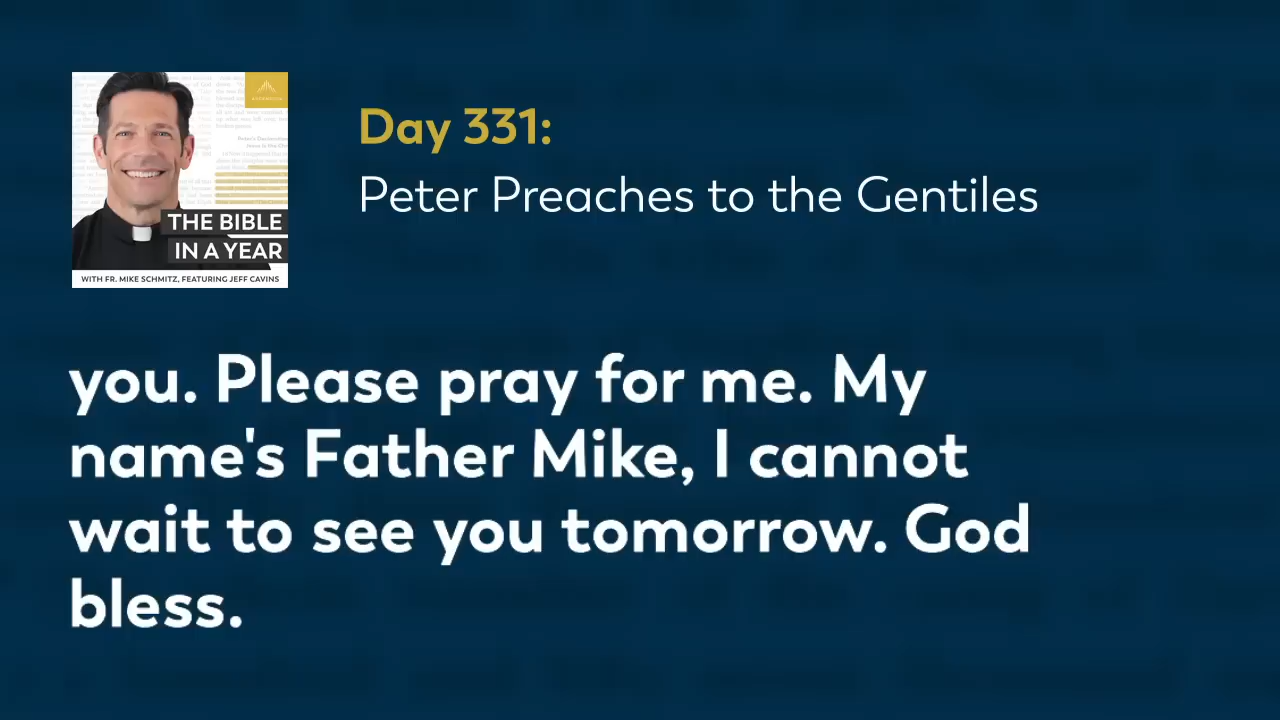 Day 331:
Peter Preaches to the Gentiles
THE BIBLE
IN A YEAR
WITH FR. MIKE SCHMITZ, FEATURING JEFF CAVINS
you. Please pray for me. My
name's Father Mike, I cannot
wait to see you tomorrow. God
bless.